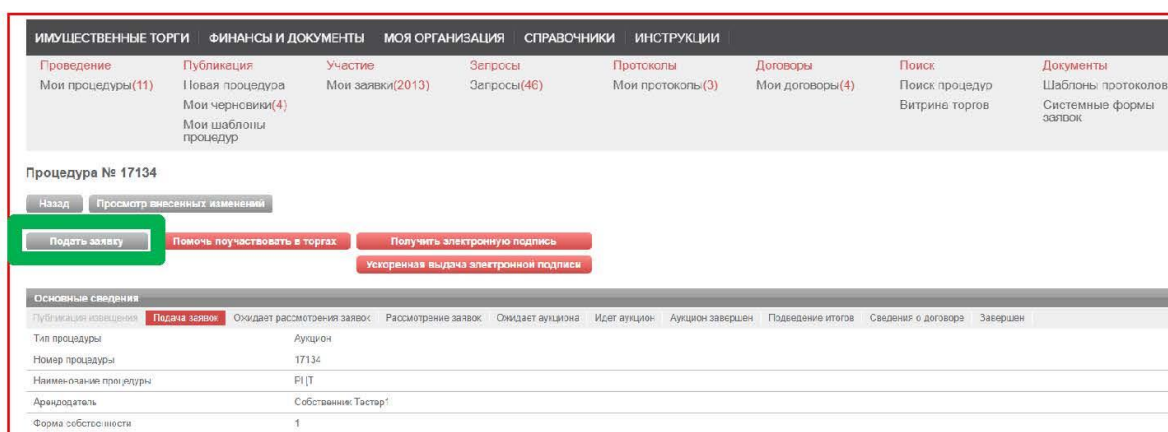 ИМУЩЕСТВЕННЫЕ ТОРГИ ФИНАНСЫ И ДОКУМЕНТЫ МОЯ ОРГАНИЗАЦИЯ СПРАВОЧНИКИ ИНСТРУКЦИИ
Проведение Публикация Участие Запросы Протоколы Договоры Поиск Документы
Мои процедуры(11) Новая процедура Мои заявки(2013) Запросы(46) Мои протоколы(3) Мои договоры(4) Поиск процедур Шаблоны протоколов
Мои черновики(4) Витрина торгов Системные формы
Мои шаблоны заявок
процедур
Процедура № 17134
Назад Просмотр внесенных изменений
Подать заявку Помочь поучаствовать в торгах Получить электронную подпись
Ускоренная выдача электронной подписи
Основные сведения
Публикация извещения Подача заявок Ожидает рассмотрения заявок Рассмотрение заявок Ожидает аукциона Идет аукцион Аукцион завершен Подведение итогов Сведения о договоре Завершен
Тип процедуры Аукцион
Номер процедуры 17134
Наименование процедуры РЦТ
Арендодатель Собственник Тастер1
Форма собственности 1